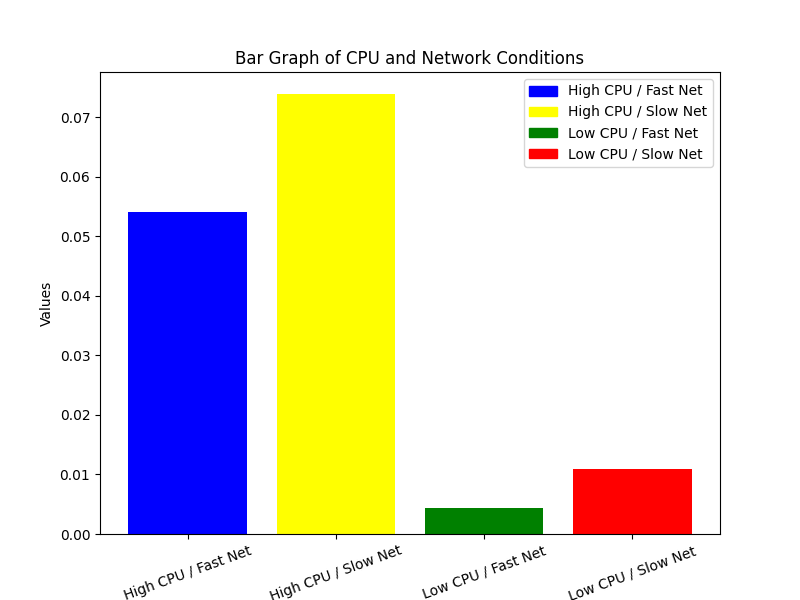 Bar Graph of CPU and Network Conditions
High CPU / Fast Net
High CPU / Slow Net
Low CPU / Fast Net
Low CPU / Slow Net
Values
0.07
0.06
0.05
0.04
0.03
0.02
0.01
0.00
High CPU / Fast Net
High CPU / Slow Net
Low CPU / Fast Net
Low CPU / Slow Net